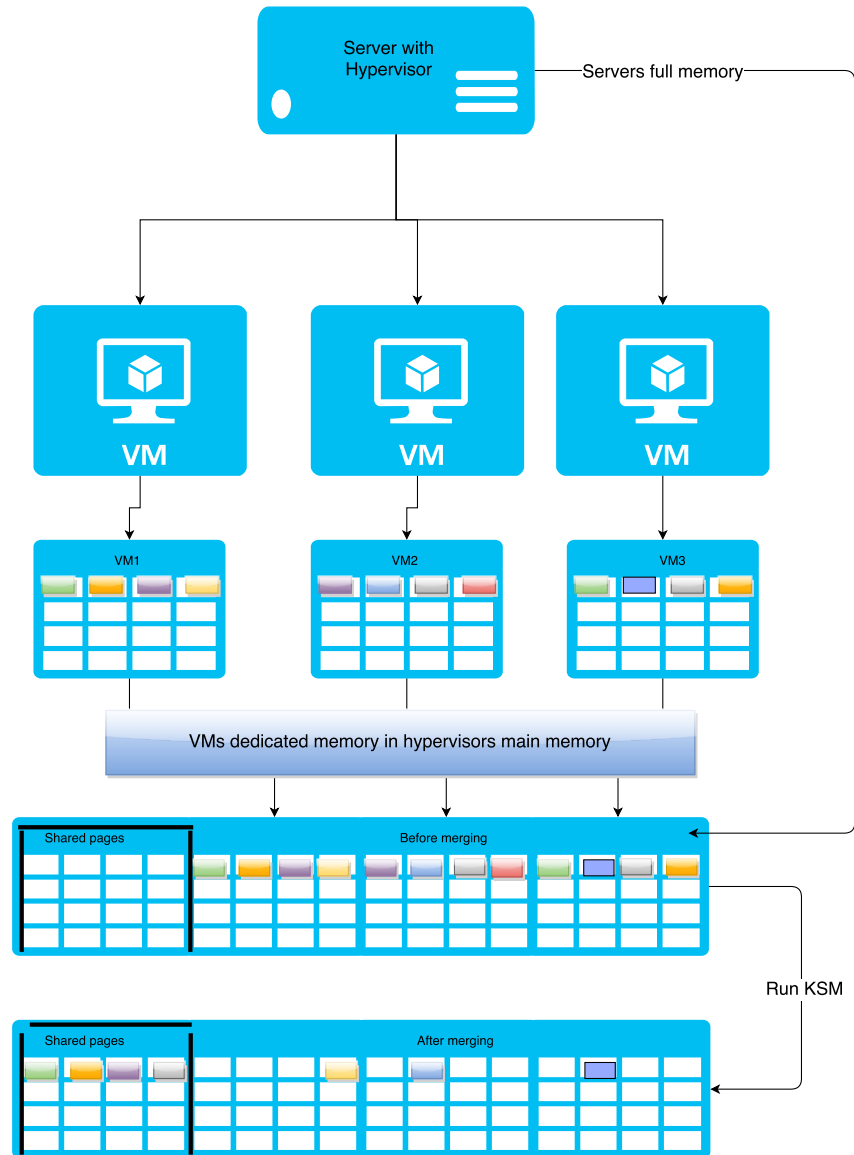 Server with
Hypervisor
Servers full memory
VM
VM
VM
VM1
VM2
VM3
VMs dedicated memory in hypervisors main memory
Shared pages
Before merging
Run KSM
Shared pages
After merging